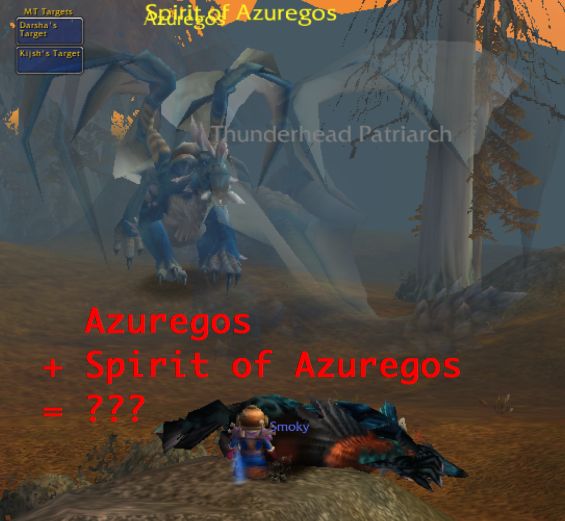 MT Targets
Darsha's
Target
Kijsh's Target
Spirit of Azuregos
Azuregos
Thunderhead Patriarch
Azuregos
+ Spirit of Azuregos
= ???
Smoky